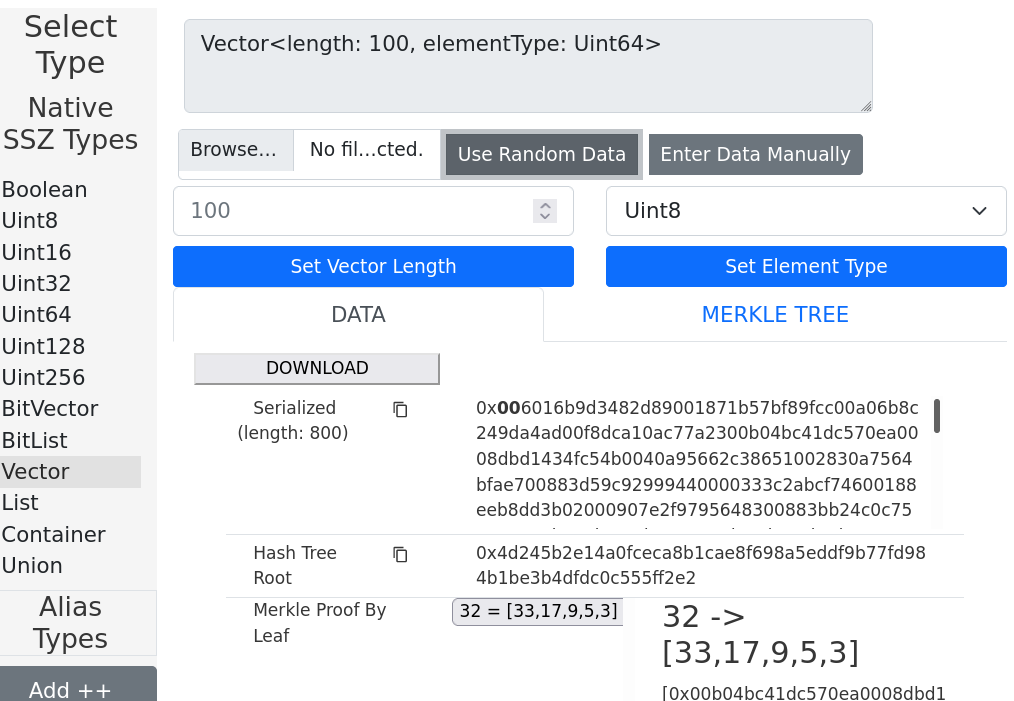 Select
Type
Native
SSZ Types
Boolean
Uint8
Uint16
Uint32
Uint64
Uint128
Uint256
BitVector
BitList
Vector
List
Container
Union
Alias
Types
Add ++
Vector<length: 100, elementType: Uint64>
Browse... No fil...cted. Use Random Data Enter Data Manually
100 Uint8
Set Vector Length Set Element Type
DATA MERKLE TREE
DOWNLOAD
Serialized
(length: 800)
0x006016b9d3482d89001871b57bf89fcc00a06b8c
249da4ad00f8dca10ac77a2300b04bc41dc570ea00
08dbd1434fc54b0040a95662c38651002830a7564
bfae700883d59c92999440000333c2abcf74600188
eeb8dd3b02000907e2f9795648300883bb24c0c75
Hash Tree
Root
0x4d245b2e14a0fceca8b1cae8f698a5eddf9b77fd98
4b1be3b4dfdc0c555ff2e2
Merkle Proof By
Leaf
32 = [33,17,9,5,3]
32 ->
[33,17,9,5,3]
[0x00b04bc41dc570ea0008dbd1